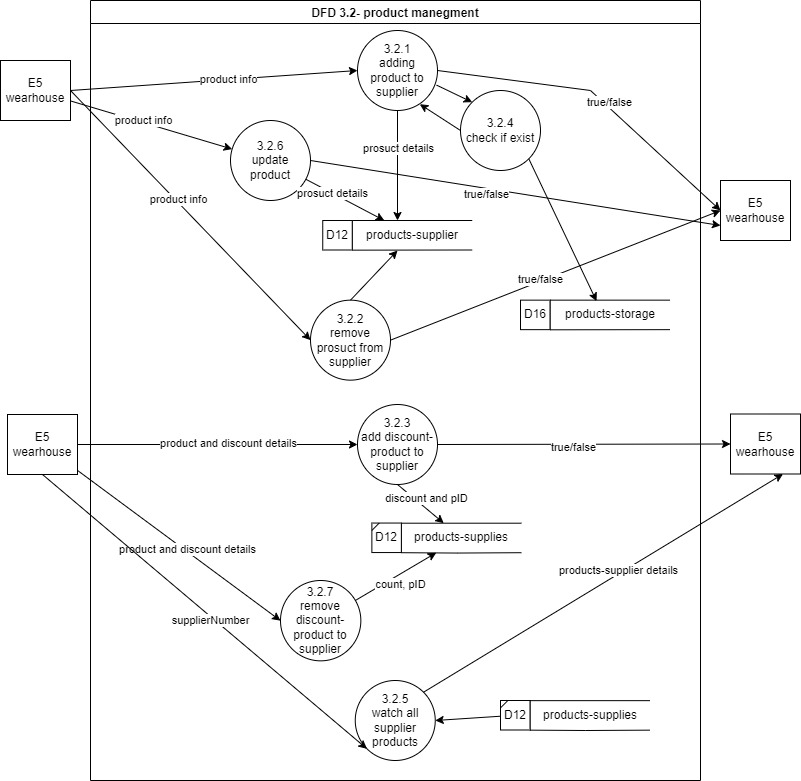 DFD 3.2- product manegment
E5
wearhouse
product info
3.2.1
adding
product to
supplier
true/false
product info
3.2.4
check if exist
3.2.6
update
product
prosuct details
product info
prosuct details
true/false
E5
wearhouse
D12
products-supplier
true/false
D16
products-storage
3.2.2
remove
prosuct from
supplier
E5
wearhouse
product and discount details
3.2.3
add discount-
product to
supplier
true/false
E5
wearhouse
discount and pID
D12
products-supplies
product and discount details
products-supplier details
count, pID
3.2.7
remove
discount-
product to
supplier
supplierNumber
3.2.5
watch all
supplier
products
D12
products-supplies